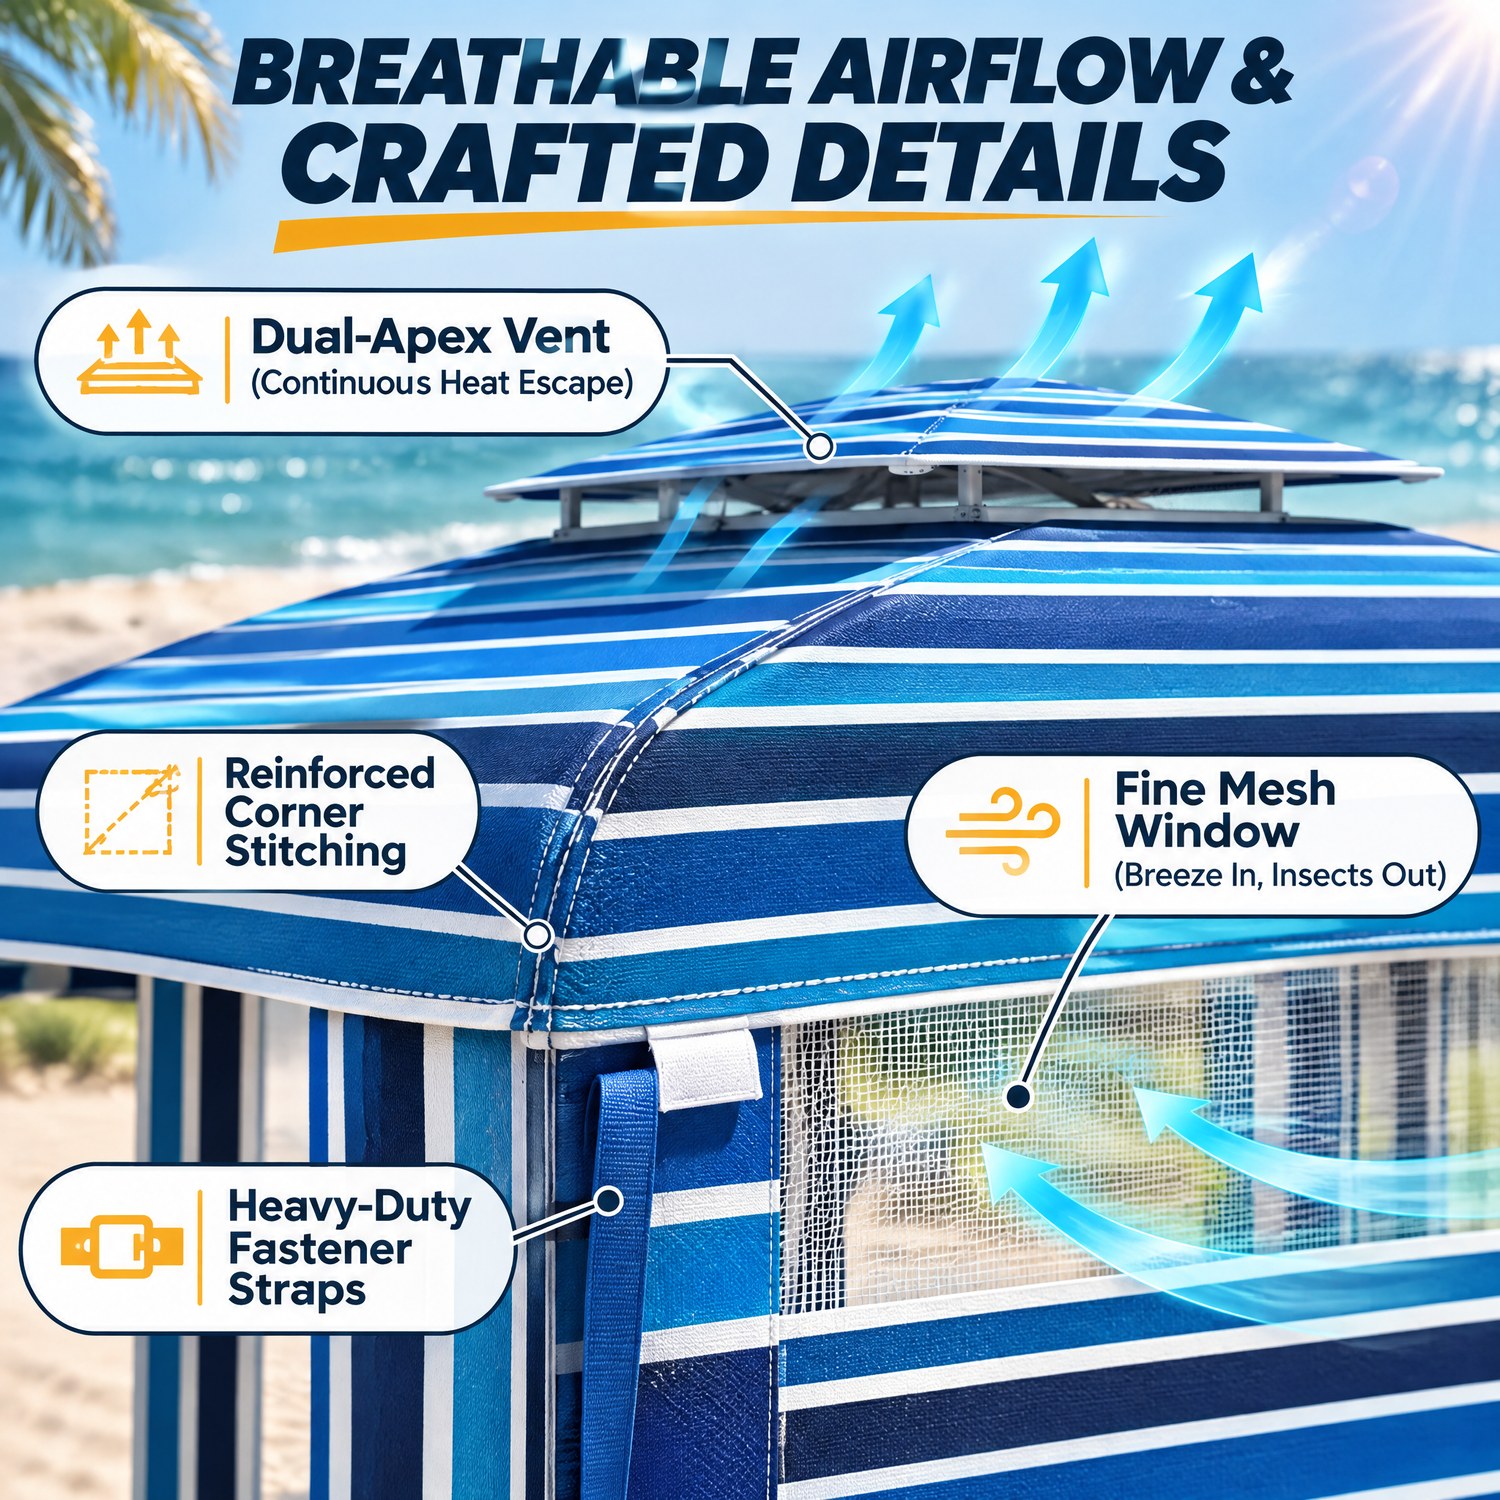 BREATHABLE AIRFLOW &
CRAFTED DETAILS
Dual-Apex Vent
(Continuous Heat Escape)
Reinforced
Corner
Stitching
Fine Mesh
Window
(Breeze In, Insects Out)
Heavy-Duty
Fastener
Straps